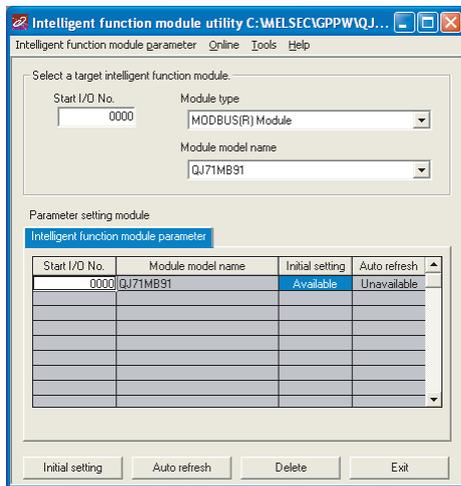 Intelligent function module utility C:\MELSEC\GPPW\QJ...
Intelligent function module parameter Online Tools Help
Select a target intelligent function module.
Start I/O No. Module type
0000 MODBUS(R) Module
Module model name
QJ71MB91
Parameter setting module
Intelligent function module parameter
Start I/O No. Module model name Initial setting Auto refresh
0000 QJ71MB91 Available Unavailable
Initial setting Auto refresh Delete Exit